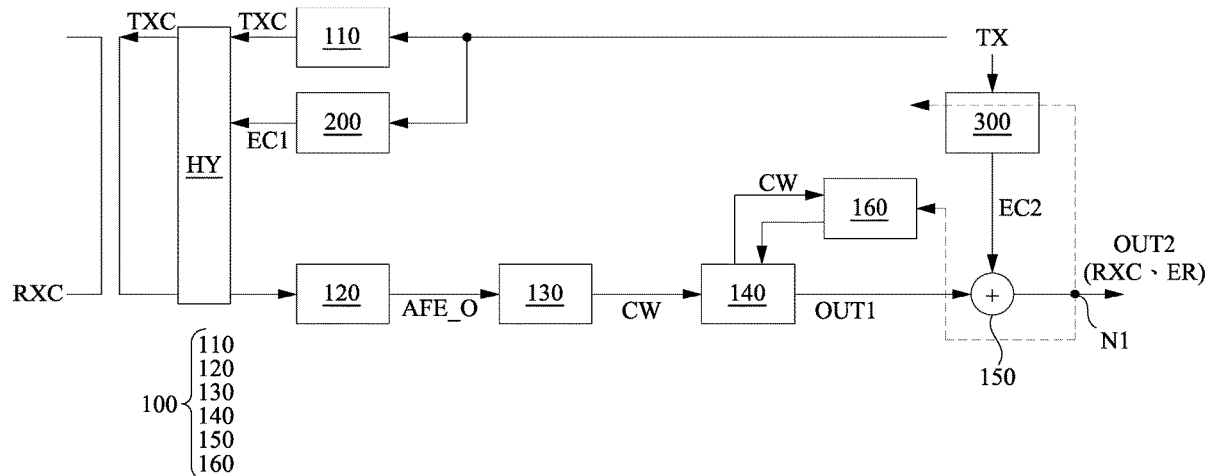 TXC
TXC
110
TX
200
EC1
300
HY
CW
160
EC2
OUT2
(RXC、ER)
RXC
120
AFE_O
130
CW
140
OUT1
+
N1
150
100
110
120
130
140
150
160